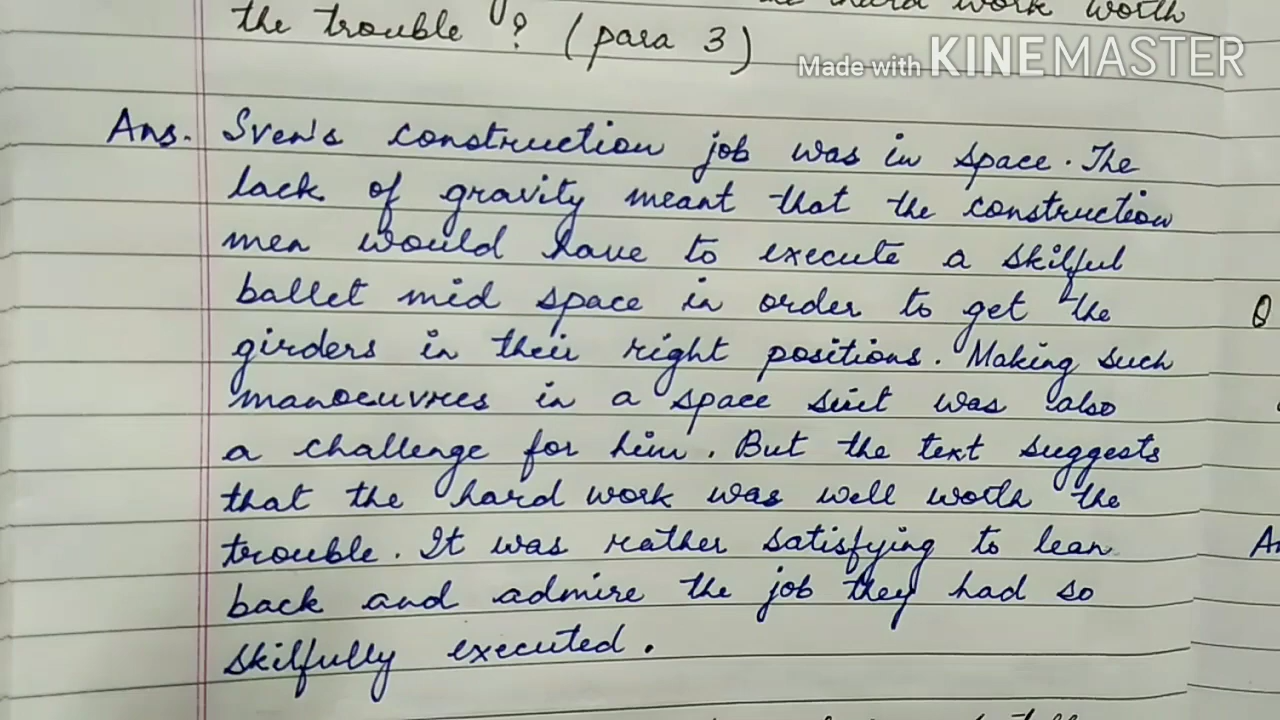 hard work worth
the trouble ? (para 3)
Made with KINEMASTER
Ans. Sven's construction job was in space. The
lack of gravity meant that the construction
men would have to execute a skilful
ballet mid space in order to get the
girders in their right positions. Making such
manoeuvres in a space suit was also
a challenge for him. But the text suggests
that the hard work was well worth the
trouble. It was rather satisfying to lean
back and admire the job they had so
skilfully executed.
Q
An